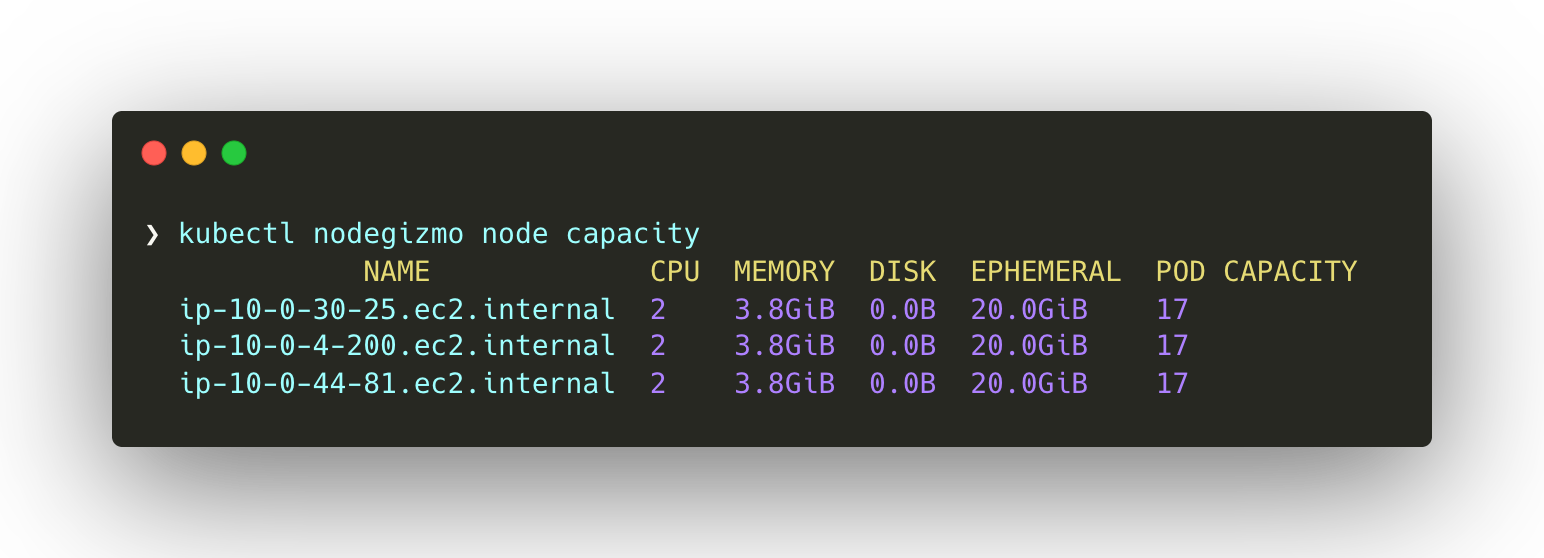 ❯ kubectl nodegizmo node capacity
NAME CPU MEMORY DISK EPHEMERAL POD CAPACITY
ip-10-0-30-25.ec2.internal 2 3.8GiB 0.0B 20.0GiB 17
ip-10-0-4-200.ec2.internal 2 3.8GiB 0.0B 20.0GiB 17
ip-10-0-44-81.ec2.internal 2 3.8GiB 0.0B 20.0GiB 17